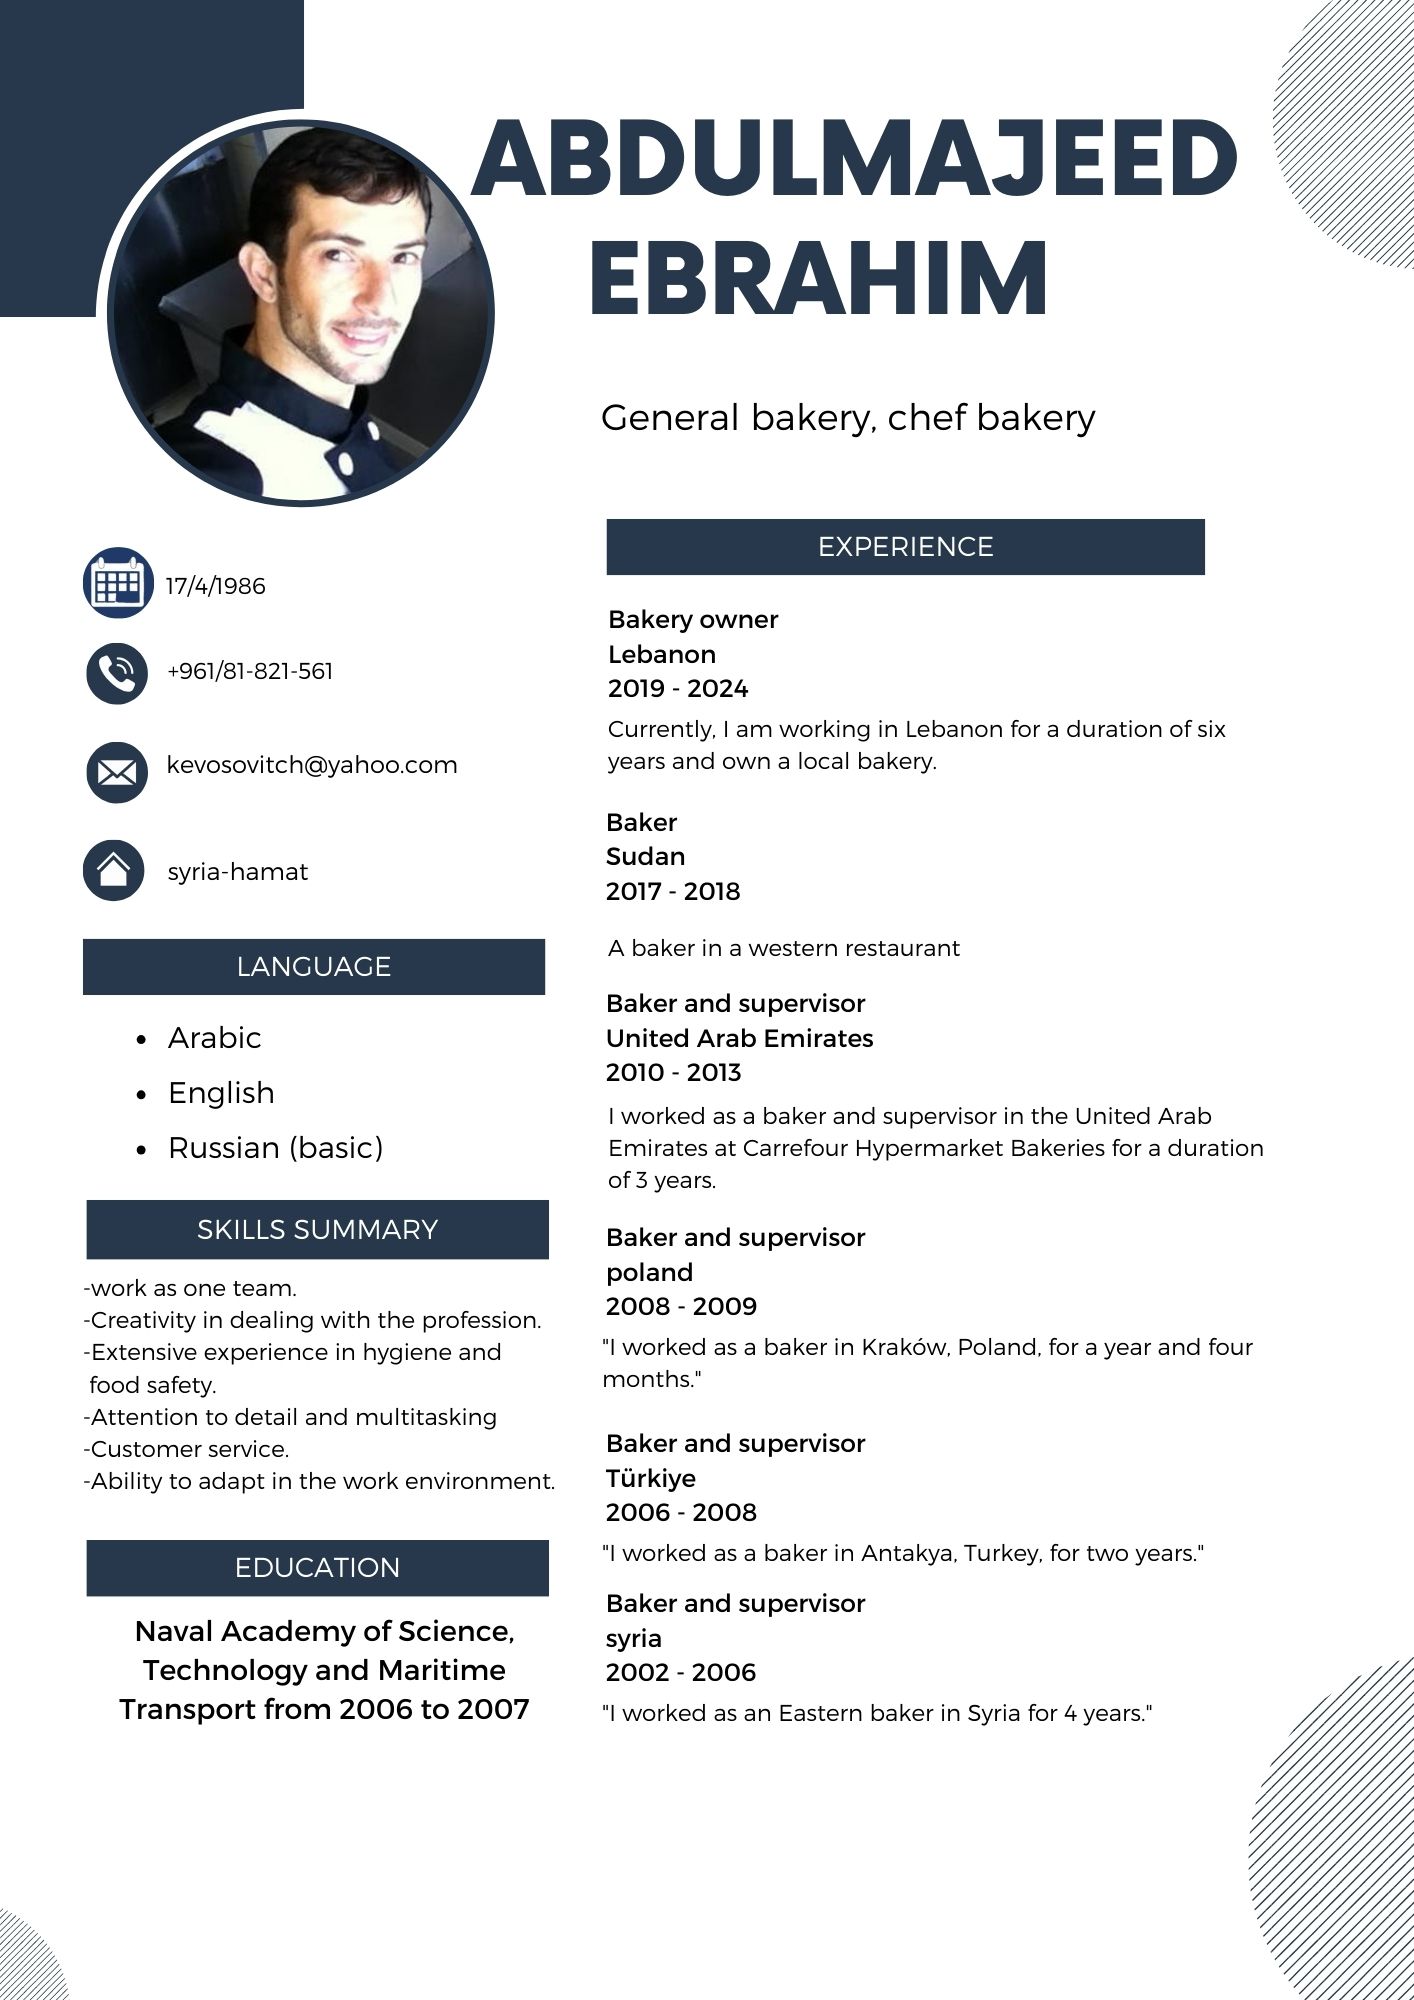 ABDULMAJEED
EBRAHIM
General bakery, chef bakery
17/4/1986
+961/81-821-561
kevosovitch@yahoo.com
syria-hamat
LANGUAGE
• Arabic
• English
• Russian (basic)
SKILLS SUMMARY
-work as one team.
-Creativity in dealing with the profession.
-Extensive experience in hygiene and
food safety.
-Attention to detail and multitasking
-Customer service.
-Ability to adapt in the work environment.
EDUCATION
Naval Academy of Science,
Technology and Maritime
Transport from 2006 to 2007
EXPERIENCE
Bakery owner
Lebanon
2019 - 2024
Currently, I am working in Lebanon for a duration of six
years and own a local bakery.
Baker
Sudan
2017 - 2018
A baker in a western restaurant
Baker and supervisor
United Arab Emirates
2010 - 2013
I worked as a baker and supervisor in the United Arab
Emirates at Carrefour Hypermarket Bakeries for a duration
of 3 years.
Baker and supervisor
poland
2008 - 2009
"I worked as a baker in Kraków, Poland, for a year and four
months."
Baker and supervisor
Türkiye
2006 - 2008
"I worked as a baker in Antakya, Turkey, for two years."
Baker and supervisor
syria
2002 - 2006
"I worked as an Eastern baker in Syria for 4 years."